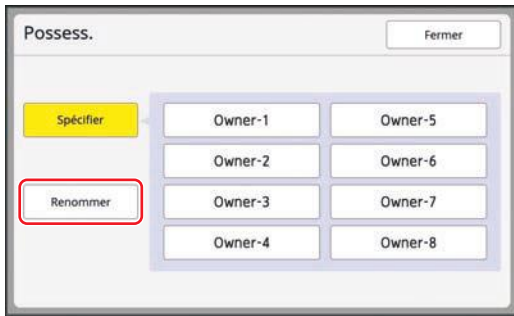 Possess.
Fermer
Spécifier
Owner-1
Owner-5
Owner-2
Owner-6
Renommer
Owner-3
Owner-7
Owner-4
Owner-8